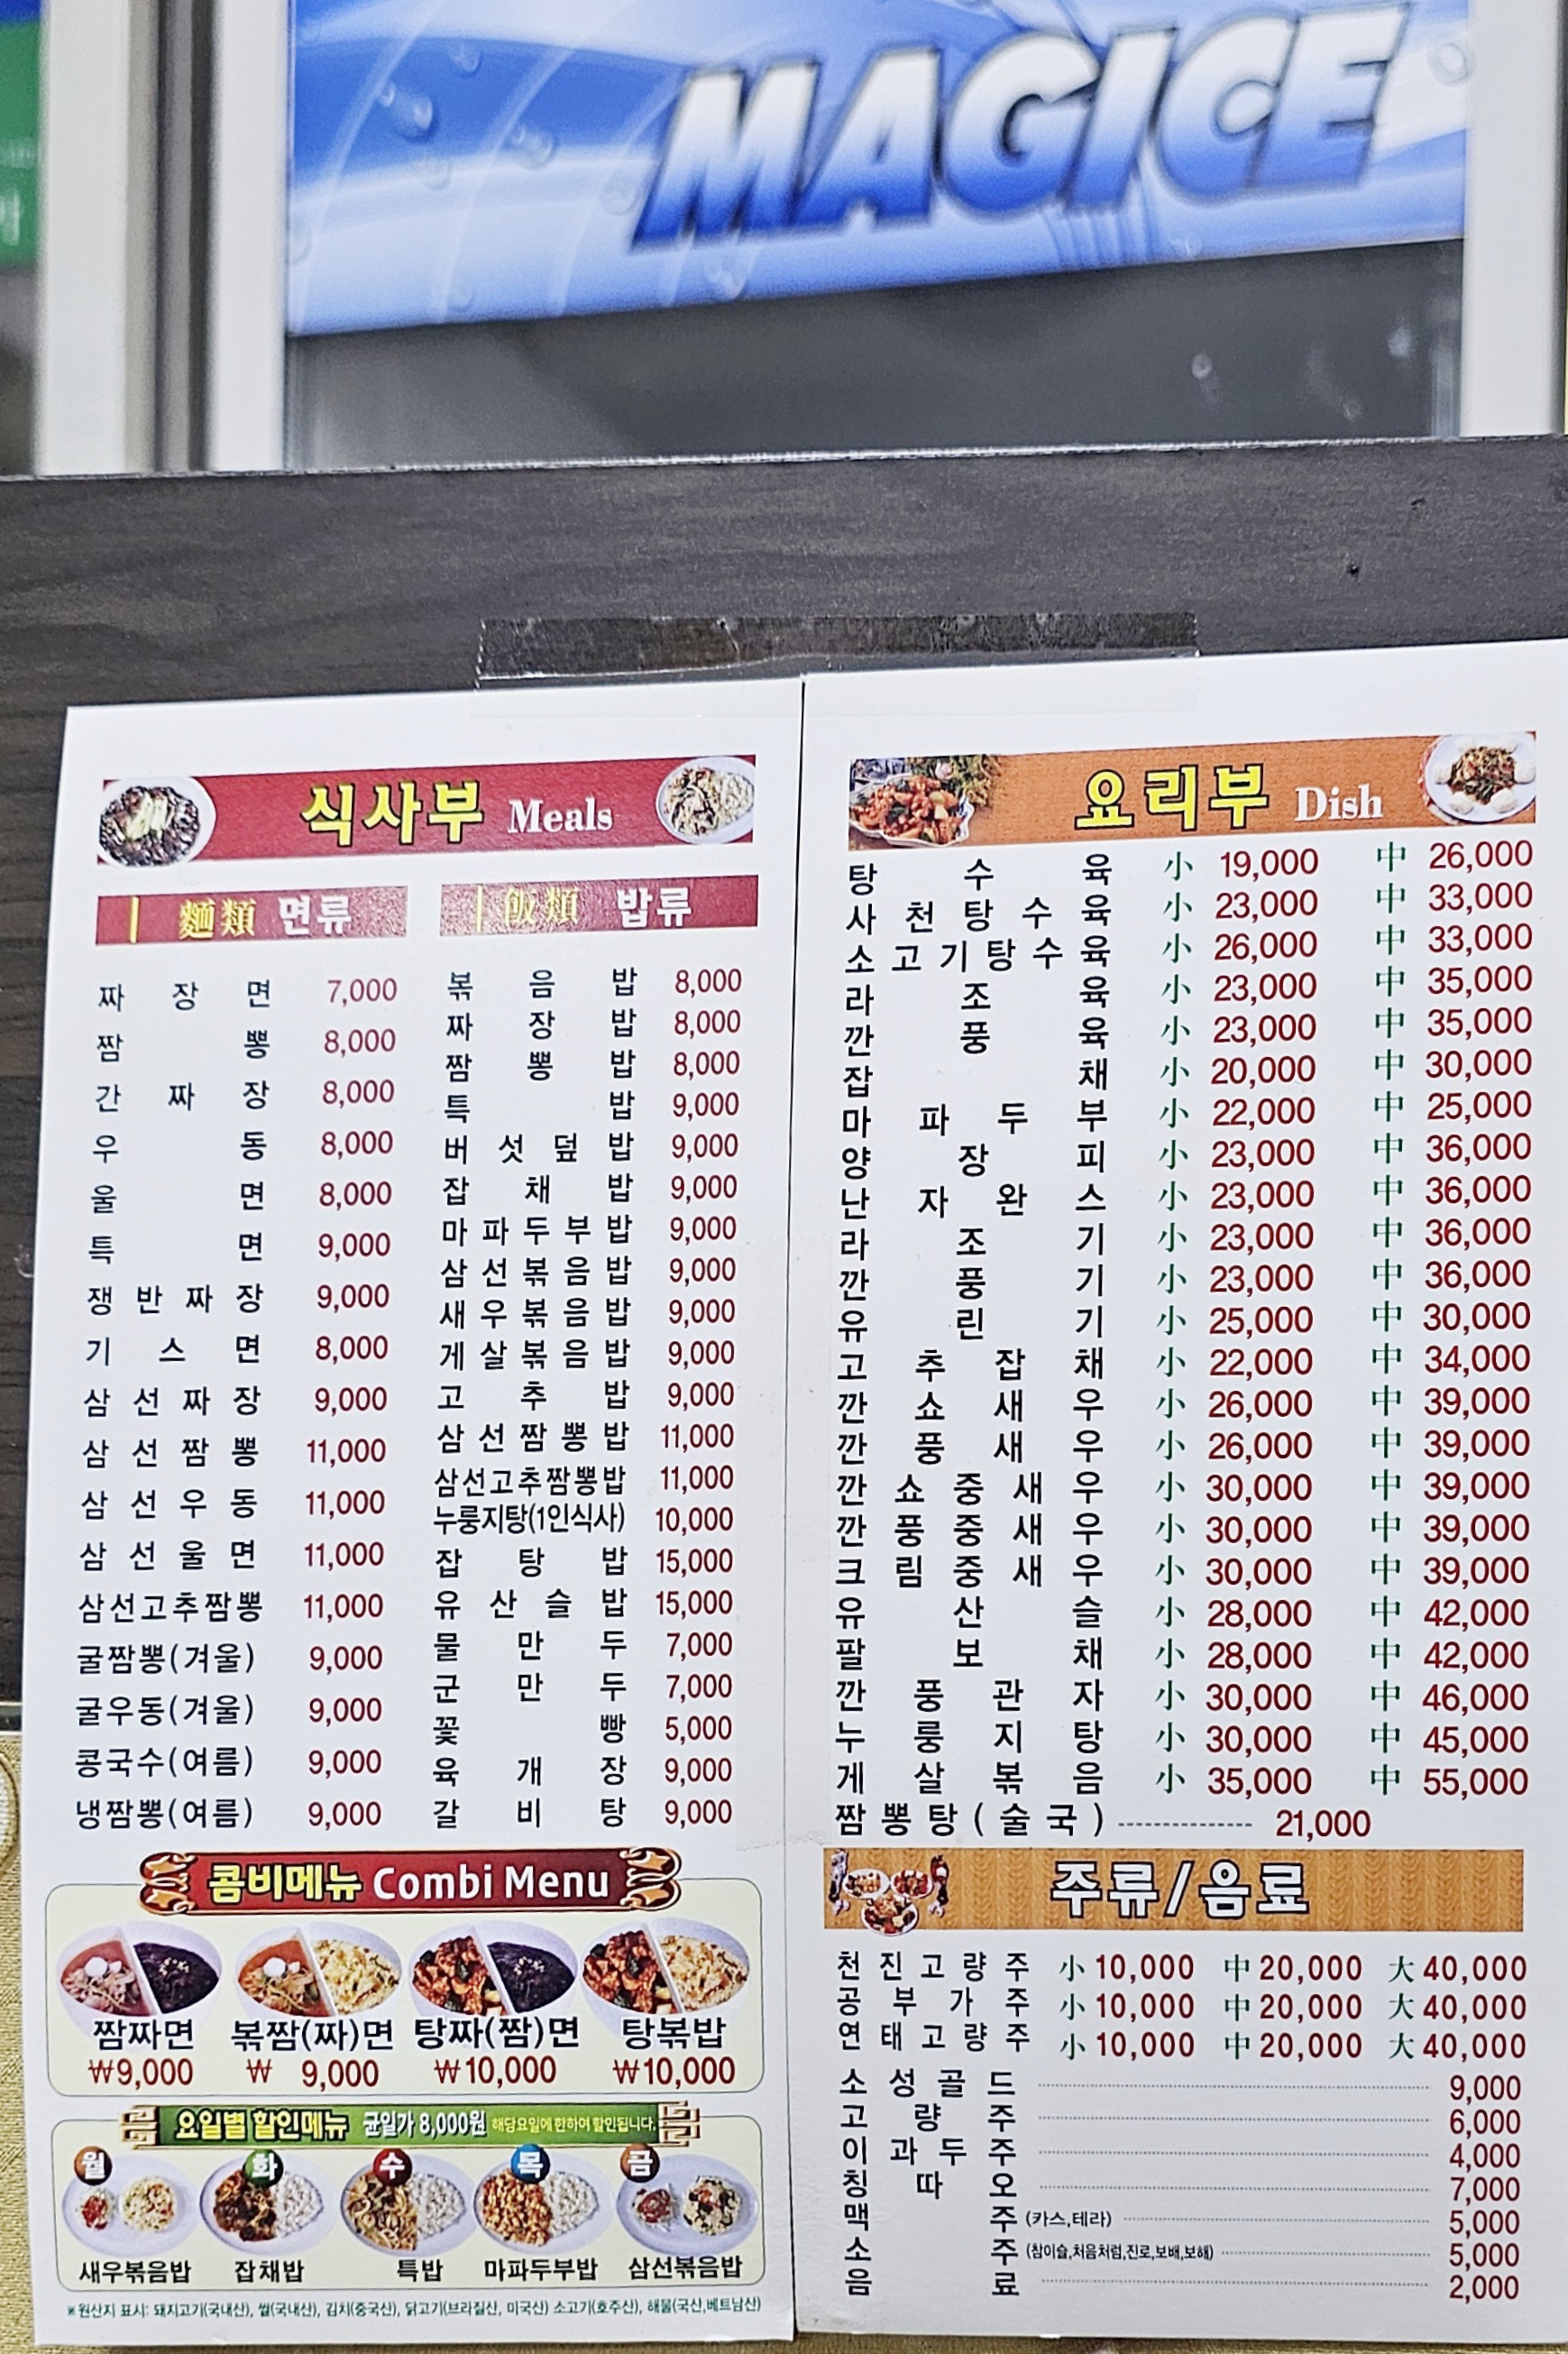 MAGICE
식사부 Meals
麵類 면류
짜장면 7,000
짬뽕 8,000
간짜장 8,000
우동 8,000
울면 8,000
특면 9,000
쟁반짜장 9,000
기스면 8,000
삼선짜장 9,000
삼선짬뽕 11,000
삼선우동 11,000
삼선울면 11,000
삼선고추짬뽕 11,000
굴짬뽕(겨울) 9,000
굴우동(겨울) 9,000
콩국수(여름) 9,000
냉짬뽕(여름) 9,000
飯類 밥류
볶음밥 8,000
짜장밥 8,000
짬뽕밥 8,000
특밥 9,000
버섯덮밥 9,000
잡채밥 9,000
마파두부밥 9,000
삼선볶음밥 9,000
새우볶음밥 9,000
게살볶음밥 9,000
고추밥 9,000
삼선짬뽕밥 11,000
삼선고추짬뽕밥 11,000
누룽지탕(1인식사) 10,000
잡탕밥 15,000
유산슬밥 15,000
물만두 7,000
군만두 7,000
꽃빵 5,000
육개장 9,000
갈비탕 9,000
콤비메뉴 Combi Menu
짬짜면 볶짬(짜)면 탕짜(짬)면 탕볶밥
₩9,000 ₩ 9,000 ₩10,000 ₩10,000
요일별 할인메뉴 균일가 8,000원 해당요일에 한하여 할인됩니다.
월 화 수 목 금
새우볶음밥 잡채밥 특밥 마파두부밥 삼선볶음밥
※원산지 표시: 돼지고기(국내산), 쌀(국내산), 김치(중국산), 닭고기(브라질산, 미국산) 소고기(호주산), 해물(국산,베트남산)
요리부 Dish
탕수육 小 19,000 中 26,000
사천탕수육 小 23,000 中 33,000
소고기탕수육 小 26,000 中 33,000
라조육 小 23,000 中 35,000
깐풍육 小 23,000 中 35,000
잡채 小 20,000 中 30,000
마파두부 小 22,000 中 25,000
양장피 小 23,000 中 36,000
난자완스 小 23,000 中 36,000
라조기 小 23,000 中 36,000
깐풍기 小 23,000 中 36,000
유린기 小 25,000 中 30,000
고추잡채 小 22,000 中 34,000
깐쇼새우 小 26,000 中 39,000
깐풍새우 小 26,000 中 39,000
깐쇼중새우 小 30,000 中 39,000
깐풍중새우 小 30,000 中 39,000
크림중새우 小 30,000 中 39,000
유산슬 小 28,000 中 42,000
팔보채 小 28,000 中 42,000
깐풍관자 小 30,000 中 46,000
누룽지탕 小 30,000 中 45,000
게살볶음 小 35,000 中 55,000
짬뽕탕(술국) 21,000
주류/음료
천진고량주 小 10,000 中 20,000 大 40,000
공부가주 小 10,000 中 20,000 大 40,000
연태고량주 小 10,000 中 20,000 大 40,000
소성골드 9,000
고량주 6,000
이과두주 4,000
칭따오 7,000
맥주 (카스,테라) 5,000
소주 (참이슬,처음처럼,진로,보배,보해) 5,000
음료 2,000